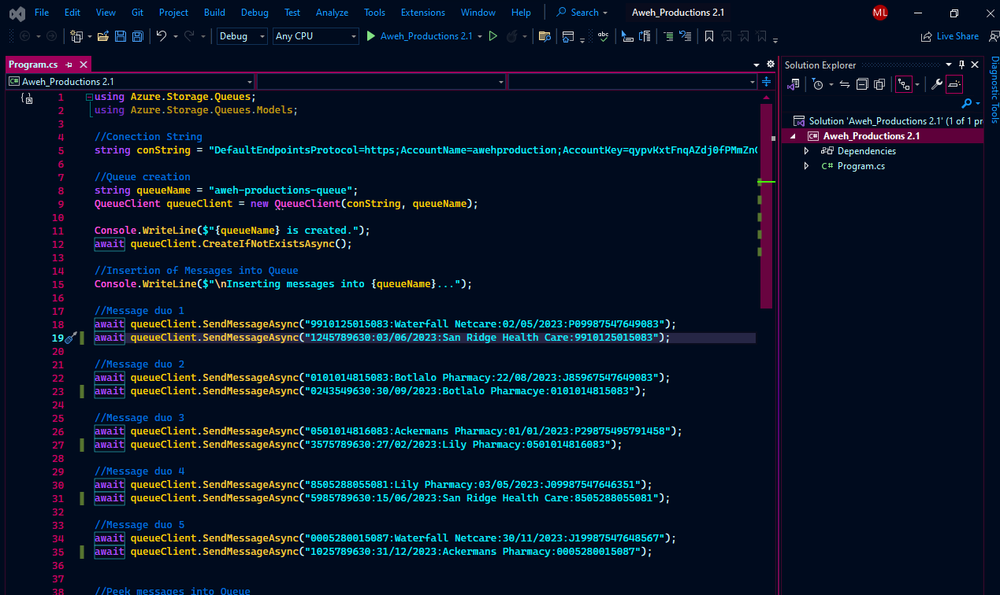 File Edit View Git Project Build Debug Test Analyze Tools Extensions Window Help Search Aweh_Productions 2.1 ML
Debug Any CPU Aweh_Productions 2.1 Live Share
Program.cs
Solution Explorer
Diagnostic Tools
C# Aweh_Productions 2.1
Solution 'Aweh_Productions 2.1' (1 of 1 pr
C# Aweh_Productions 2.1
Dependencies
C# Program.cs
1 using Azure.Storage.Queues;
2 using Azure.Storage.Queues.Models;
3
4 //Conection String
5 string conString = "DefaultEndpointsProtocol=https;AccountName=awehproduction;AccountKey=qypvKxtFnqAZdj0fPMmZn
6
7 //Queue creation
8 string queueName = "aweh-productions-queue";
9 QueueClient queueClient = new QueueClient(conString, queueName);
10
11 Console.WriteLine($"{queueName} is created.");
12 await queueClient.CreateIfNotExistsAsync();
13
14 //Insertion of Messages into Queue
15 Console.WriteLine($"\nInserting messages into {queueName}...");
16
17 //Message duo 1
18 await queueClient.SendMessageAsync("9910125015083:Waterfall Netcare:02/05/2023:P09987547649083");
19 await queueClient.SendMessageAsync("1245789630:03/06/2023:San Ridge Health Care:9910125015083");
20
21 //Message duo 2
22 await queueClient.SendMessageAsync("0101014815083:Botlalo Pharmacy:22/08/2023:J85967547649083");
23 await queueClient.SendMessageAsync("0243549630:30/09/2023:Botlalo Pharmacye:0101014815083");
24
25 //Message duo 3
26 await queueClient.SendMessageAsync("0501014816083:Ackermans Pharmacy:01/01/2023:P29875495791458");
27 await queueClient.SendMessageAsync("3575789630:27/02/2023:Lily Pharmacy:0501014816083");
28
29 //Message duo 4
30 await queueClient.SendMessageAsync("8505288055081:Lily Pharmacy:03/05/2023:J09987547646351");
31 await queueClient.SendMessageAsync("5985789630:15/06/2023:San Ridge Health Care:8505288055081");
32
33 //Message duo 5
34 await queueClient.SendMessageAsync("0005280015087:Waterfall Netcare:30/11/2023:J19987547648567");
35 await queueClient.SendMessageAsync("1025789630:31/12/2023:Ackermans Pharmacy:0005280015087");
36
37
38 //Peek messages into Queue